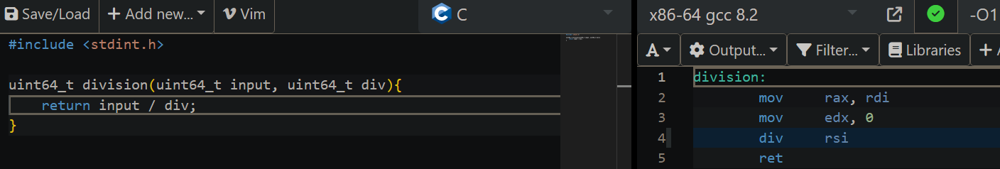 Save/Load + Add new... Vim C
#include <stdint.h>
uint64_t division(uint64_t input, uint64_t div){
return input / div;
}
x86-64 gcc 8.2 -O1
A Output... Filter... Libraries +
1 division:
2 mov rax, rdi
3 mov edx, 0
4 div rsi
5 ret